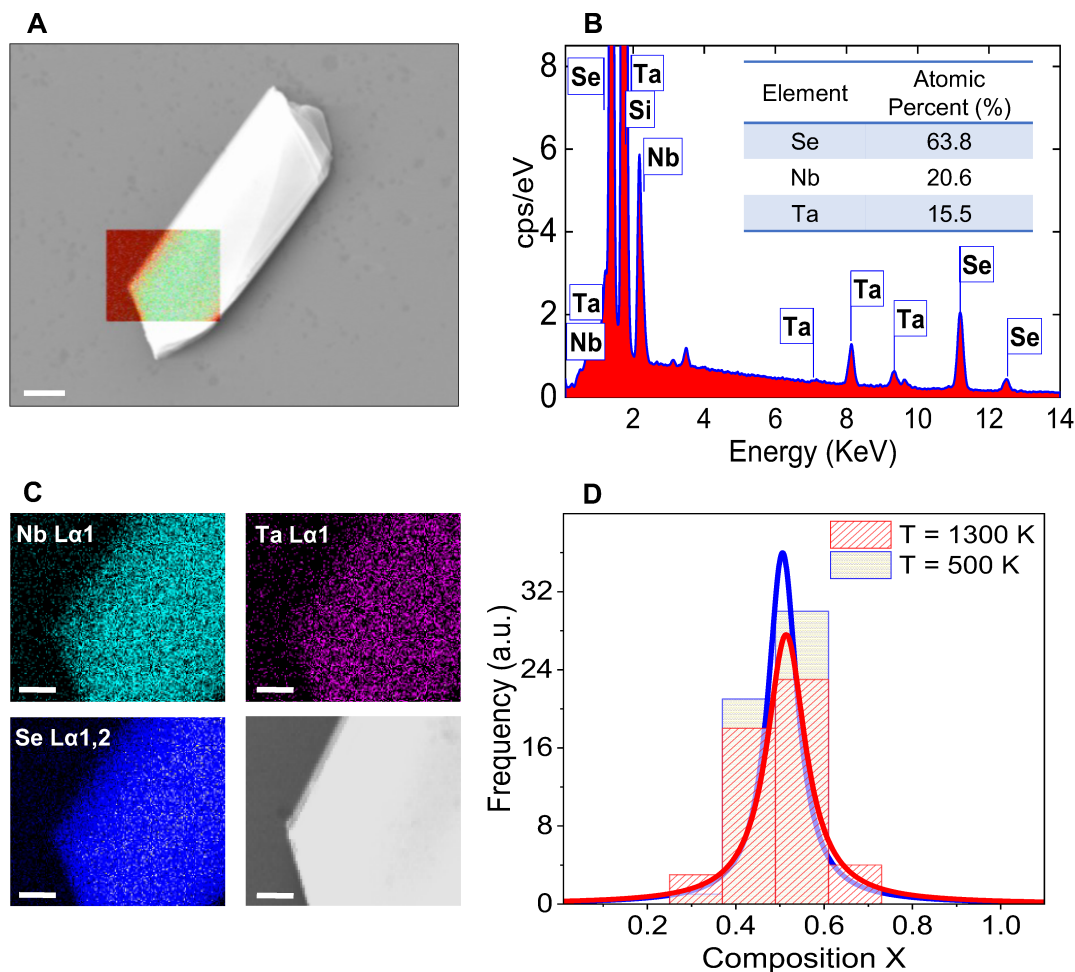 A
B
cps/eV
8
6
4
2
0
2
4
6
8
10
12
14
Energy (KeV)
Se
Ta
Si
Nb
Ta
Nb
Ta
Ta
Ta
Se
Se
Element
Atomic
Percent (%)
Se 63.8
Nb 20.6
Ta 15.5
C
Nb Lα1
Ta Lα1
Se Lα1,2
D
T = 1300 K
T = 500 K
Frequency (a.u.)
32
24
16
8
0
0.2
0.4
0.6
0.8
1.0
Composition X